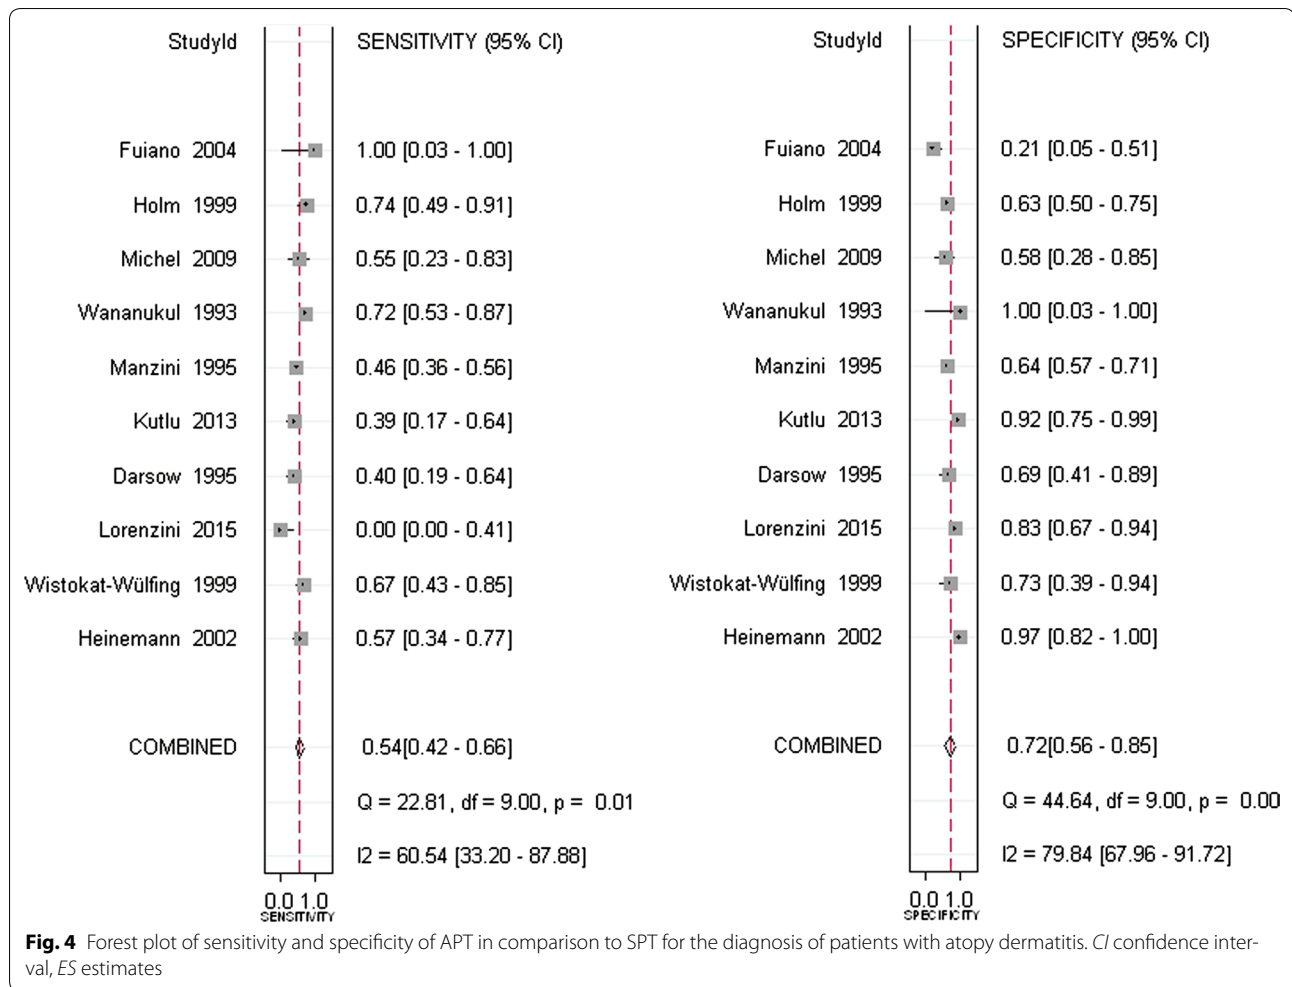 StudyId SENSITIVITY (95% CI)
Fuiano 2004 1.00 [0.03 - 1.00]
Holm 1999 0.74 [0.49 - 0.91]
Michel 2009 0.55 [0.23 - 0.83]
Wananukul 1993 0.72 [0.53 - 0.87]
Manzini 1995 0.46 [0.36 - 0.56]
Kutlu 2013 0.39 [0.17 - 0.64]
Darsow 1995 0.40 [0.19 - 0.64]
Lorenzini 2015 0.00 [0.00 - 0.41]
Wistokat-Wülfing 1999 0.67 [0.43 - 0.85]
Heinemann 2002 0.57 [0.34 - 0.77]
COMBINED 0.54[0.42 - 0.66]
Q = 22.81, df = 9.00, p = 0.01
I2 = 60.54 [33.20 - 87.88]
0.0 1.0
SENSITIVITY
StudyId SPECIFICITY (95% CI)
Fuiano 2004 0.21 [0.05 - 0.51]
Holm 1999 0.63 [0.50 - 0.75]
Michel 2009 0.58 [0.28 - 0.85]
Wananukul 1993 1.00 [0.03 - 1.00]
Manzini 1995 0.64 [0.57 - 0.71]
Kutlu 2013 0.92 [0.75 - 0.99]
Darsow 1995 0.69 [0.41 - 0.89]
Lorenzini 2015 0.83 [0.67 - 0.94]
Wistokat-Wülfing 1999 0.73 [0.39 - 0.94]
Heinemann 2002 0.97 [0.82 - 1.00]
COMBINED 0.72[0.56 - 0.85]
Q = 44.64, df = 9.00, p = 0.00
I2 = 79.84 [67.96 - 91.72]
0.0 1.0
SPECIFICITY
Fig. 4 Forest plot of sensitivity and specificity of APT in comparison to SPT for the diagnosis of patients with atopy dermatitis. CI confidence inter-
val, ES estimates